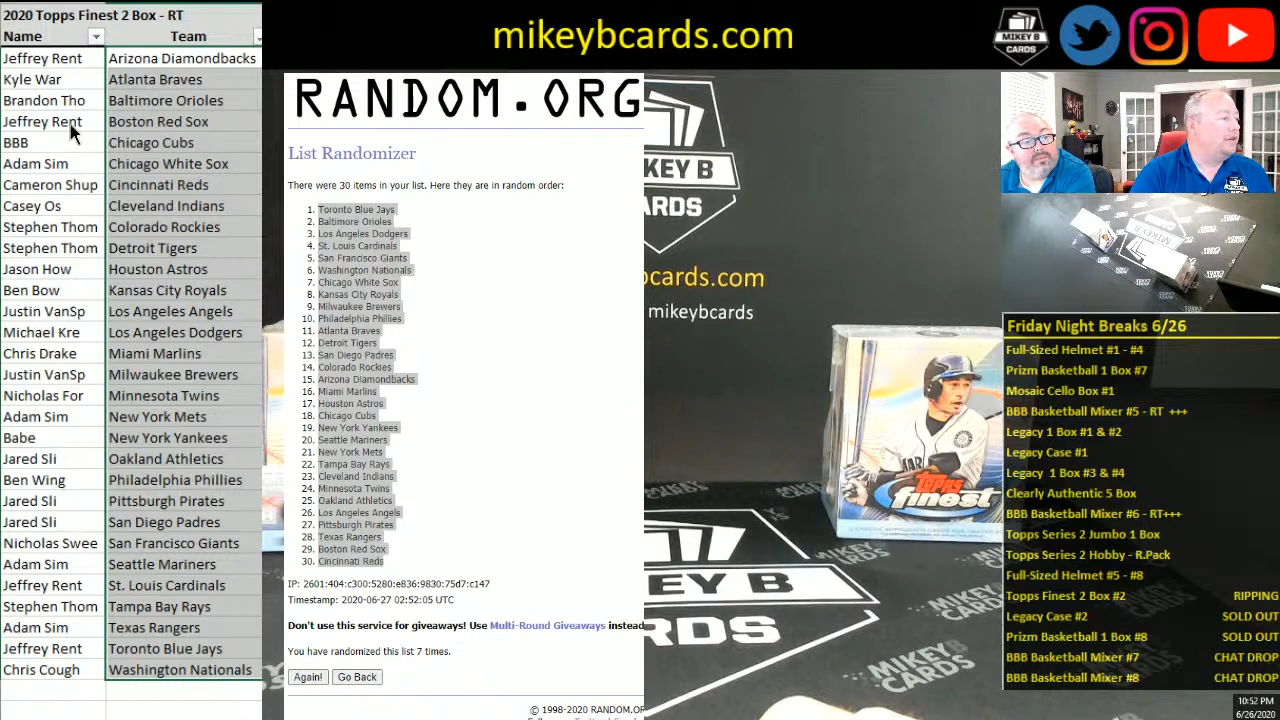 2020 Topps Finest 2 Box - RT
Name Team
Jeffrey Rent Arizona Diamondbacks
Kyle War Atlanta Braves
Brandon Tho Baltimore Orioles
Jeffrey Rent Boston Red Sox
BBB Chicago Cubs
Adam Sim Chicago White Sox
Cameron Shup Cincinnati Reds
Casey Os Cleveland Indians
Stephen Thom Colorado Rockies
Stephen Thom Detroit Tigers
Jason How Houston Astros
Ben Bow Kansas City Royals
Justin VanSp Los Angeles Angels
Michael Kre Los Angeles Dodgers
Chris Drake Miami Marlins
Justin VanSp Milwaukee Brewers
Nicholas For Minnesota Twins
Adam Sim New York Mets
Babe New York Yankees
Jared Sli Oakland Athletics
Ben Wing Philadelphia Phillies
Jared Sli Pittsburgh Pirates
Jared Sli San Diego Padres
Nicholas Swee San Francisco Giants
Adam Sim Seattle Mariners
Jeffrey Rent St. Louis Cardinals
Stephen Thom Tampa Bay Rays
Adam Sim Texas Rangers
Jeffrey Rent Toronto Blue Jays
Chris Cough Washington Nationals
mikeybcards.com
MIKEY B
CARDS
RANDOM.ORG
List Randomizer
There were 30 items in your list. Here they are in random order:
1. Toronto Blue Jays
2. Baltimore Orioles
3. Los Angeles Dodgers
4. St. Louis Cardinals
5. San Francisco Giants
6. Washington Nationals
7. Chicago White Sox
8. Kansas City Royals
9. Milwaukee Brewers
10. Philadelphia Phillies
11. Atlanta Braves
12. Detroit Tigers
13. San Diego Padres
14. Colorado Rockies
15. Arizona Diamondbacks
16. Miami Marlins
17. Houston Astros
18. Chicago Cubs
19. New York Yankees
20. Seattle Mariners
21. New York Mets
22. Tampa Bay Rays
23. Cleveland Indians
24. Minnesota Twins
25. Oakland Athletics
26. Los Angeles Angels
27. Pittsburgh Pirates
28. Texas Rangers
29. Boston Red Sox
30. Cincinnati Reds
IP: 2601:404:c300:5280:e836:9830:75d7:c147
Timestamp: 2020-06-27 02:52:05 UTC
Don't use this service for giveaways! Use Multi-Round Giveaways instead
You have randomized this list 7 times.
Again! Go Back
© 1998-2020 RANDOM.OR
KEY B
ARDS
cards.com
mikeybcards
TOPPS
finest
EY B
RDS
Friday Night Breaks 6/26
Full-Sized Helmet #1 - #4
Prizm Basketball 1 Box #7
Mosaic Cello Box #1
BBB Basketball Mixer #5 - RT +++
Legacy 1 Box #1 & #2
Legacy Case #1
Legacy 1 Box #3 & #4
Clearly Authentic 5 Box
BBB Basketball Mixer #6 - RT+++
Topps Series 2 Jumbo 1 Box
Topps Series 2 Hobby - R.Pack
Full-Sized Helmet #5 - #8
Topps Finest 2 Box #2 RIPPING
Legacy Case #2 SOLD OUT
Prizm Basketball 1 Box #8 SOLD OUT
BBB Basketball Mixer #7 CHAT DROP
BBB Basketball Mixer #8 CHAT DROP
10:52 PM
6/26/2020